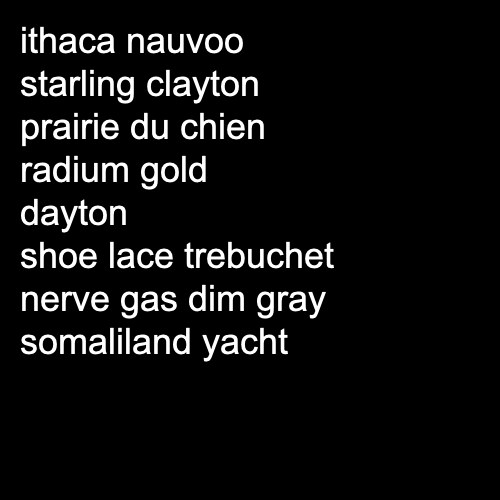 ithaca nauvoo
starling clayton
prairie du chien
radium gold
dayton
shoe lace trebuchet
nerve gas dim gray
somaliland yacht